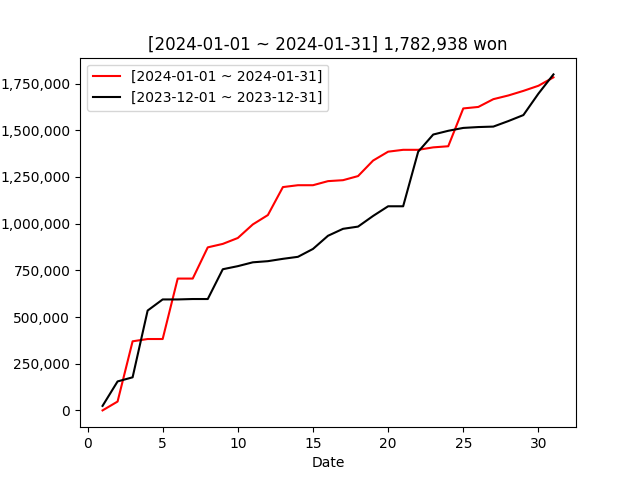 [2024-01-01 ~ 2024-01-31] 1,782,938 won
[2024-01-01 ~ 2024-01-31]
[2023-12-01 ~ 2023-12-31]
1,750,000
1,500,000
1,250,000
1,000,000
750,000
500,000
250,000
0
0 5 10 15 20 25 30
Date